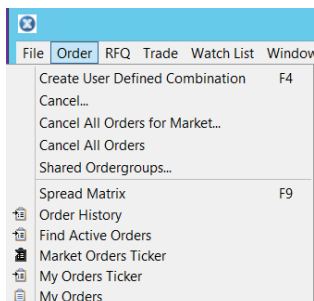 File Order RFQ Trade Watch List Window
Create User Defined Combination F4
Cancel...
Cancel All Orders for Market...
Cancel All Orders
Shared Ordergroups...
Spread Matrix F9
Order History
Find Active Orders
Market Orders Ticker
My Orders Ticker
My Orders